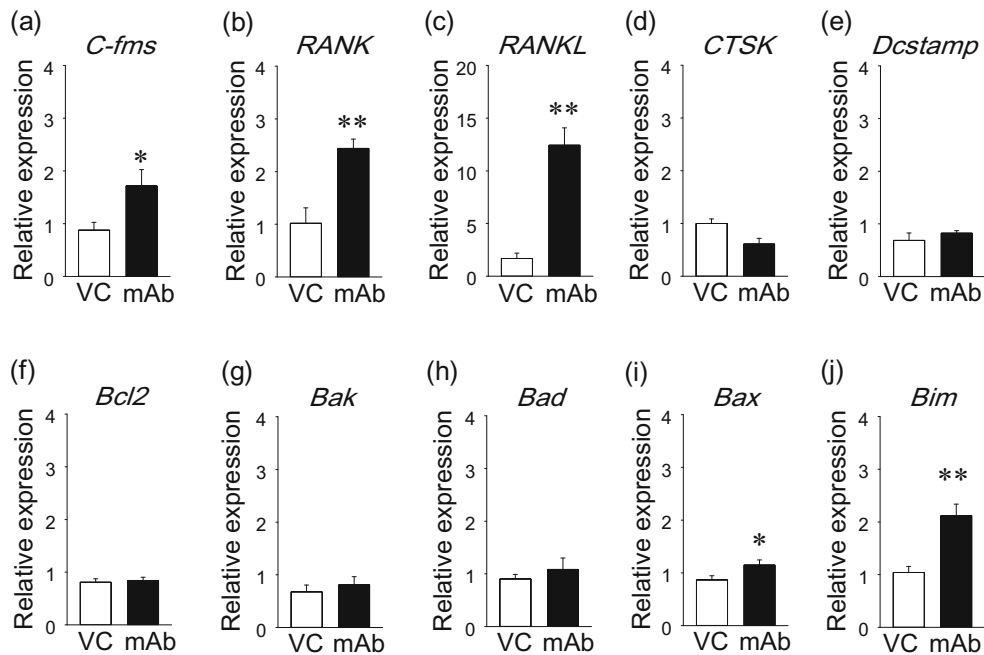 (a) (b) (c) (d) (e)
C-fms RANK RANKL CTSK Dcstamp
Relative expression 4 3 2 1 0 * VC mAb
Relative expression 4 3 2 1 0 ** VC mAb
Relative expression 20 15 10 5 0 ** VC mAb
Relative expression 4 3 2 1 0 VC mAb
Relative expression 4 3 2 1 0 VC mAb
(f) (g) (h) (i) (j)
Bcl2 Bak Bad Bax Bim
Relative expression 4 3 2 1 0 VC mAb
Relative expression 4 3 2 1 0 VC mAb
Relative expression 4 3 2 1 0 VC mAb
Relative expression 4 3 2 1 0 * VC mAb
Relative expression 4 3 2 1 0 ** VC mAb